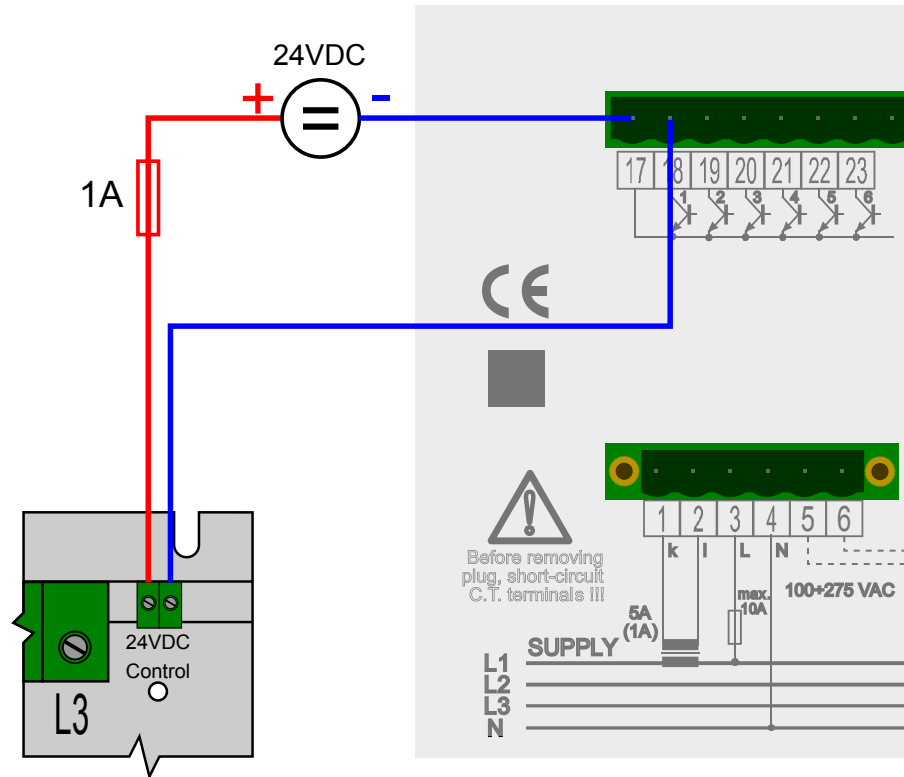 24VDC
+ -
1A
17 18 19 20 21 22 23
1 2 3 4 5 6
CE
1 2 3 4 5 6
k l L N
Before removing
plug, short-circuit
C.T. terminals !!!
max.
10A
100÷275 VAC
5A
(1A)
SUPPLY
L1
L2
L3
N
24VDC
Control
L3